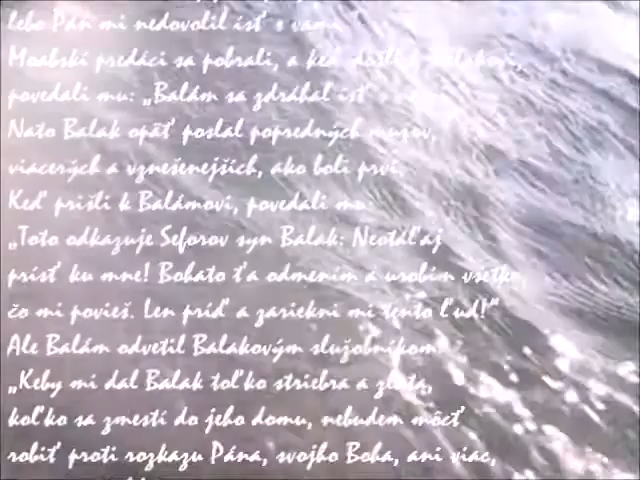 lebo Pán mi nedovolil ísť s vami.
Moabskí predáci sa pobrali, a keď došli k Balakovi,
povedali mu: „Balám sa zdráhal ísť
Nato Balak opäť poslal popredných mužov,
viacerých a vznešenejších, ako boli prví.
Keď prišli k Balámovi, povedali mu:
„Toto odkazuje Seforov syn Balak: Neotáľaj
prísť ku mne! Bohato ťa odmením a urobím všetko,
čo mi povieš. Len príď a zariekni mi tento ľud!“
Ale Balám odvetil Balakovým služobníkom:
„Keby mi dal Balak toľko striebra a zlata,
koľko sa zmestí do jeho domu, nebudem môcť
robiť proti rozkazu Pána, svojho Boha, ani viac,